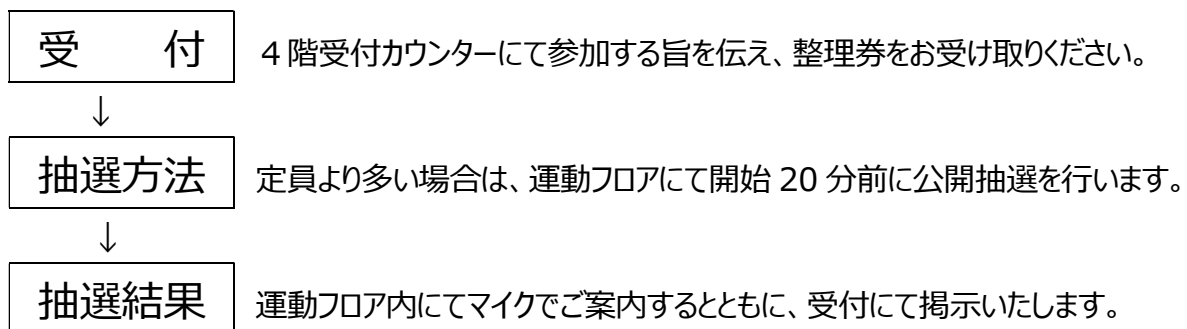 受　　付　4 階受付カウンターにて参加する旨を伝え、整理券をお受け取りください。
↓
抽選方法　定員より多い場合は、運動フロアにて開始 20 分前に公開抽選を行います。
↓
抽選結果　運動フロア内にてマイクでご案内するとともに、受付にて掲示いたします。